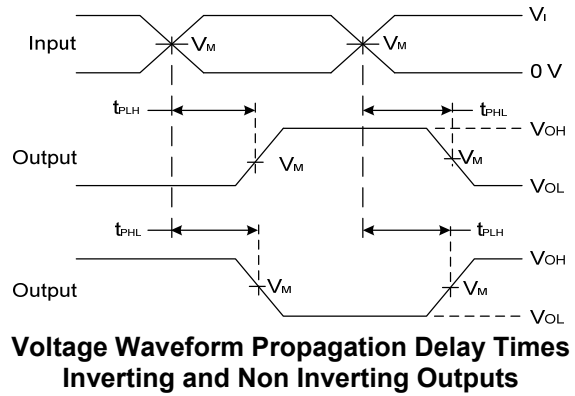 Input
VI
VM
VM
0 V
tPLH
tPHL
Output
VOH
VM
VM
VOL
tPHL
tPLH
Output
VOH
VM
VM
VOL
Voltage Waveform Propagation Delay Times
Inverting and Non Inverting Outputs